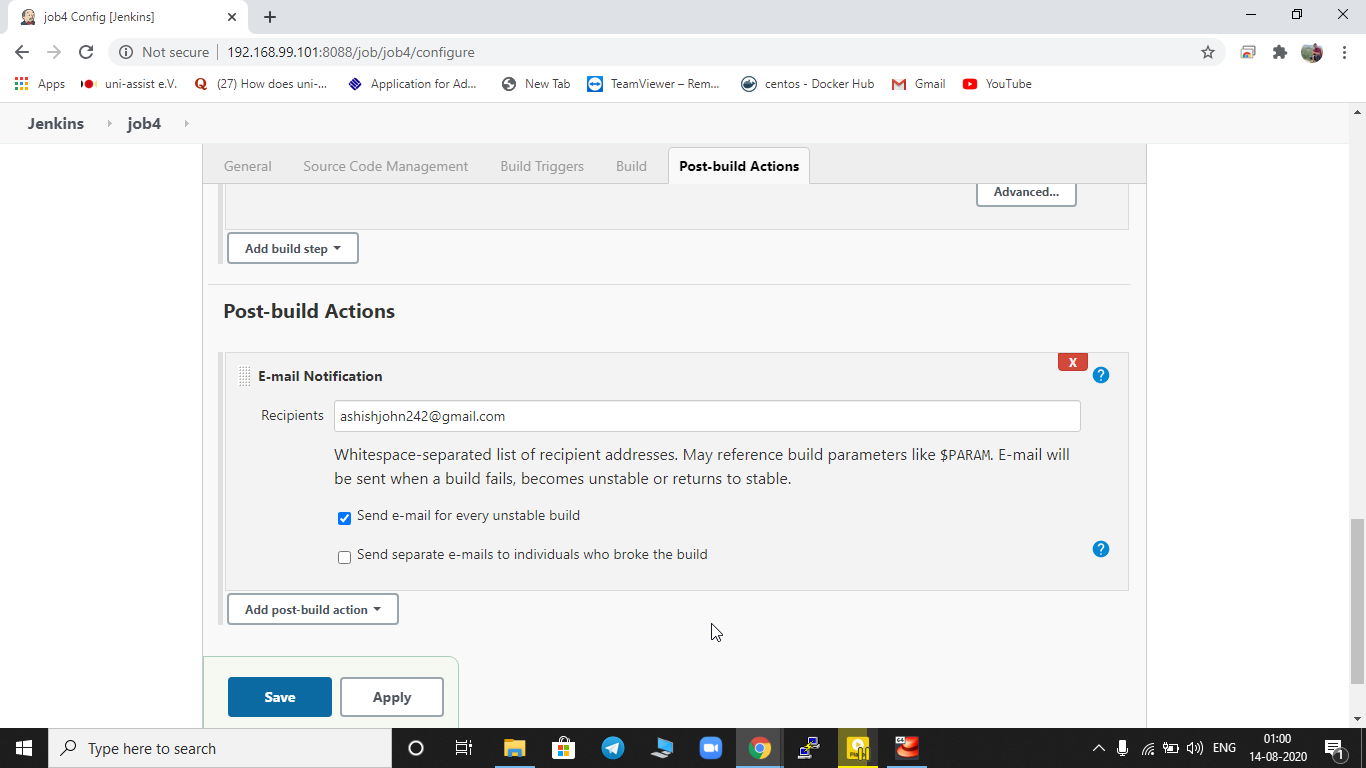 job4 Config [Jenkins]
Not secure
192.168.99.101:8088/job/job4/configure
Apps
uni-assist e.V.
(27) How does uni-...
Application for Ad...
New Tab
TeamViewer – Rem...
centos - Docker Hub
Gmail
YouTube
Jenkins
job4
General
Source Code Management
Build Triggers
Build
Post-build Actions
Advanced...
Add build step
Post-build Actions
X
E-mail Notification
?
Recipients
ashishjohn242@gmail.com
Whitespace-separated list of recipient addresses. May reference build parameters like $PARAM. E-mail will
be sent when a build fails, becomes unstable or returns to stable.
Send e-mail for every unstable build
Send separate e-mails to individuals who broke the build
?
Add post-build action
Save
Apply
Type here to search
64
ENG
01:00
14-08-2020
1